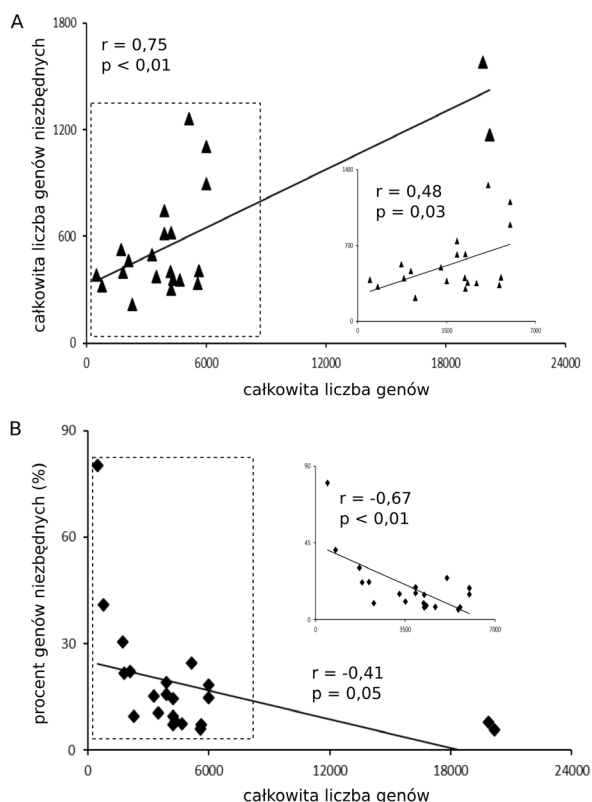 A
całkowita liczba genów niezbędnych
1800
1200
600
0
r = 0,75
p < 0,01
1400
700
0
r = 0,48
p = 0,03
0
3500
7000
0
6000
12000
18000
24000
całkowita liczba genów
B
procent genów niezbędnych (%)
90
60
30
0
90
45
0
r = -0,67
p < 0,01
0
3500
7000
r = -0,41
p = 0,05
0
6000
12000
18000
24000
całkowita liczba genów